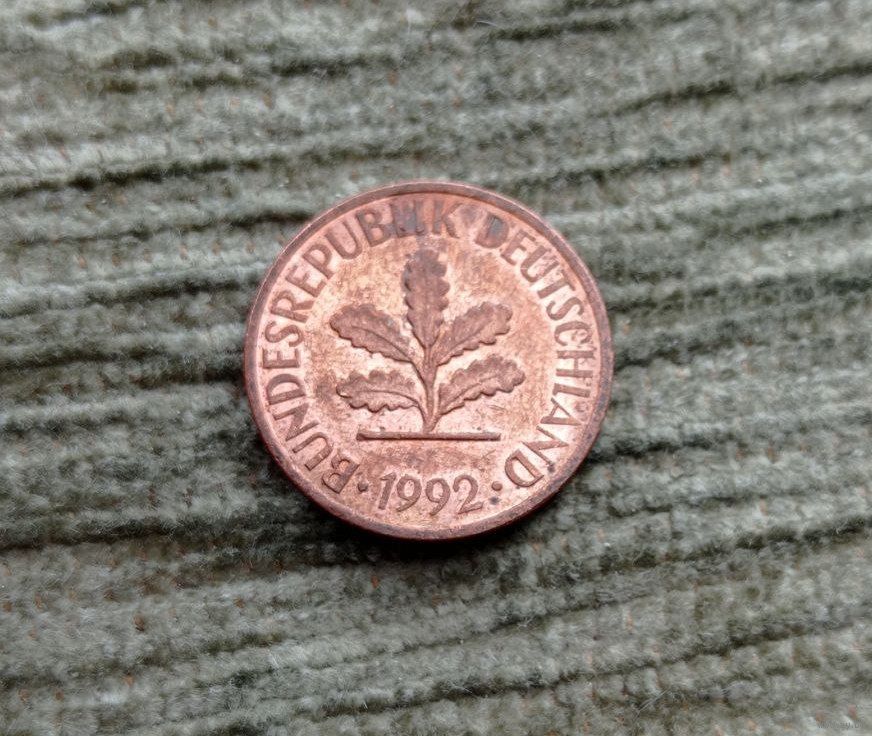 BUNDESREPUBLIK DEUTSCHLAND
· 1992 ·